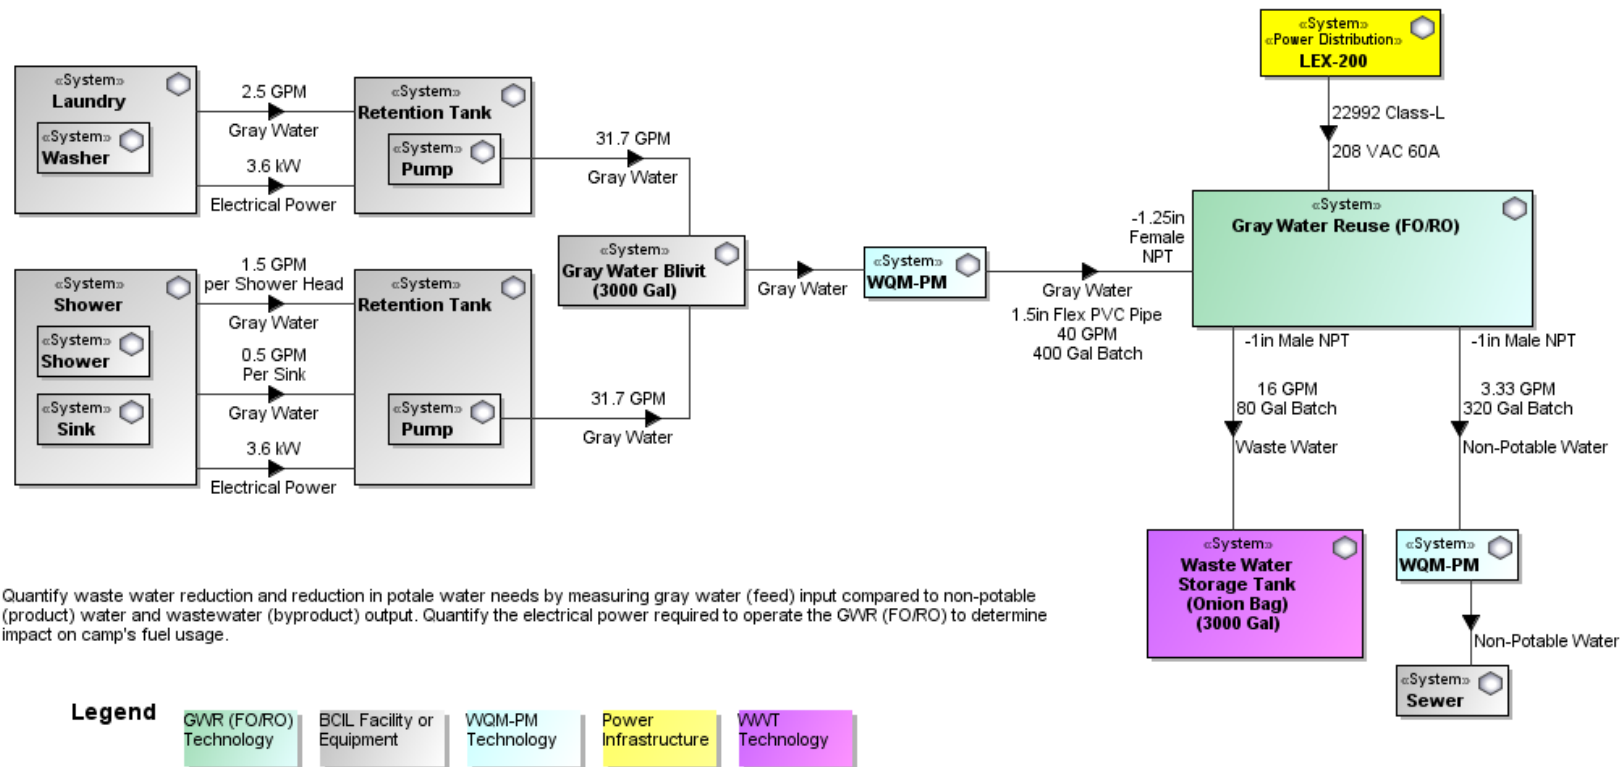 «System»
«Power Distribution»
LEX-200
22992 Class-L
208 VAC 60A
«System»
Laundry
«System»
Washer
2.5 GPM
Gray Water
3.6 kW
Electrical Power
«System»
Retention Tank
«System»
Pump
31.7 GPM
Gray Water
«System»
Shower
«System»
Shower
«System»
Sink
1.5 GPM
per Shower Head
Gray Water
0.5 GPM
Per Sink
Gray Water
3.6 kW
Electrical Power
«System»
Retention Tank
«System»
Pump
31.7 GPM
Gray Water
«System»
Gray Water Blivit
(3000 Gal)
Gray Water
«System»
WQM-PM
Gray Water
1.5in Flex PVC Pipe
40 GPM
400 Gal Batch
-1.25in
Female
NPT
«System»
Gray Water Reuse (FO/RO)
-1in Male NPT
16 GPM
80 Gal Batch
Waste Water
-1in Male NPT
3.33 GPM
320 Gal Batch
Non-Potable Water
«System»
Waste Water
Storage Tank
(Onion Bag)
(3000 Gal)
«System»
WQM-PM
Non-Potable Water
«System»
Sewer
Quantify waste water reduction and reduction in potale water needs by measuring gray water (feed) input compared to non-potable
(product) water and wastewater (byproduct) output. Quantify the electrical power required to operate the GWR (FO/RO) to determine
impact on camp's fuel usage.
Legend
GWR (FO/RO)
Technology
BCIL Facility or
Equipment
WQM-PM
Technology
Power
Infrastructure
WWT
Technology